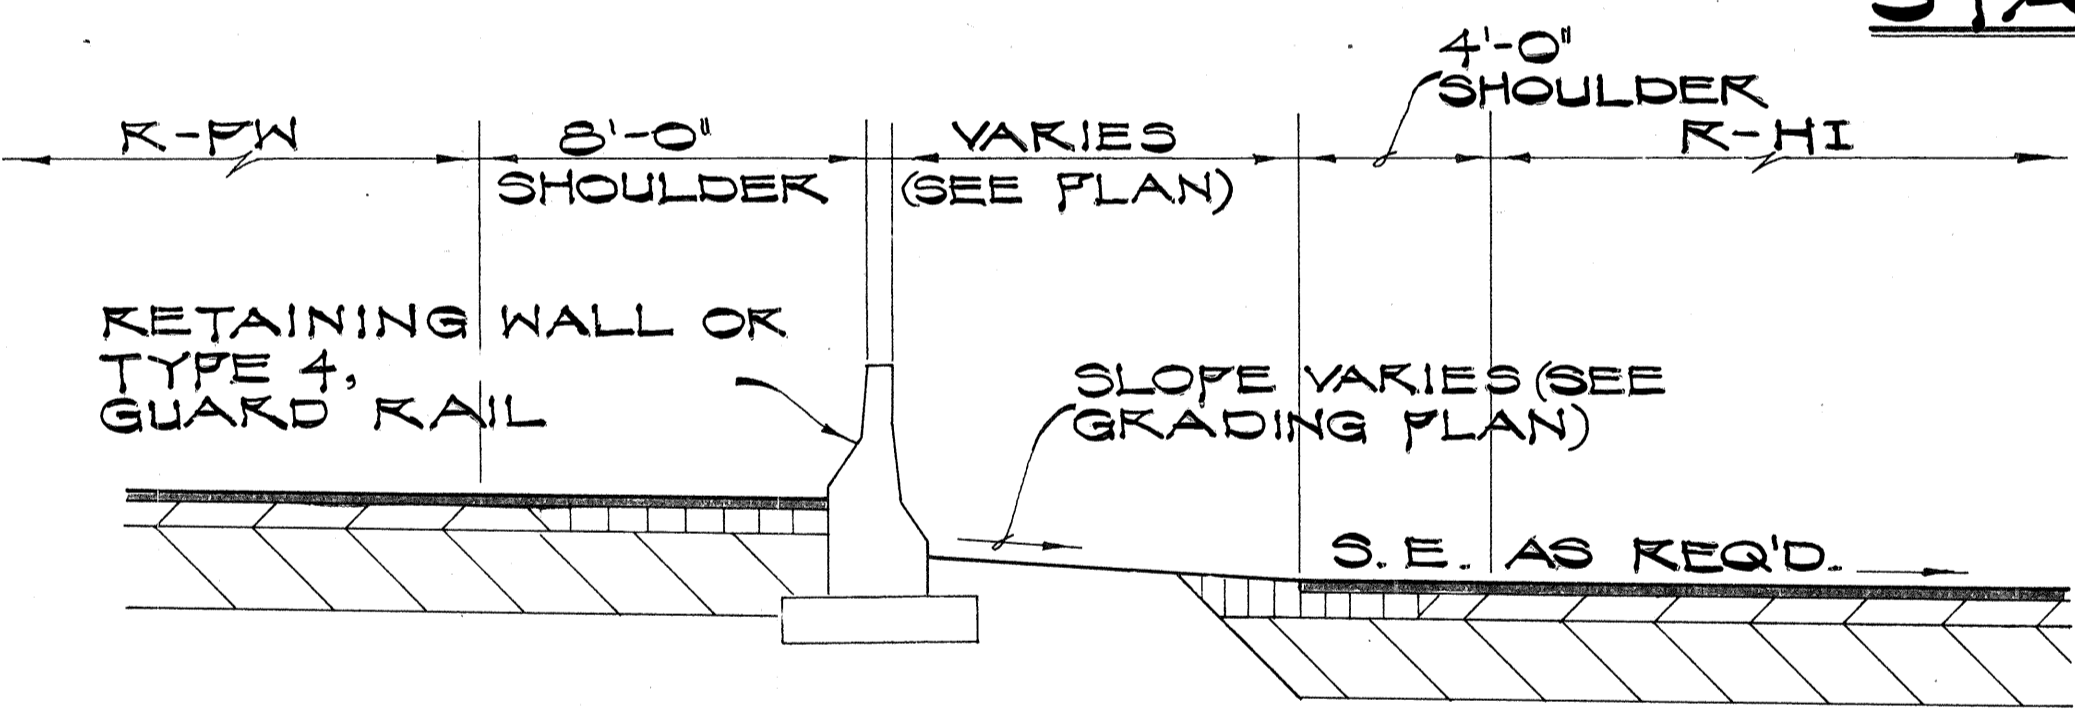 4'-0"
SHOULDER
R-PW
8'-0"
SHOULDER
VARIES
(SEE PLAN)
R-HI
RETAINING WALL OR
TYPE 4,
GUARD RAIL
SLOPE VARIES (SEE
GRADING PLAN)
S.E. AS REQ'D.